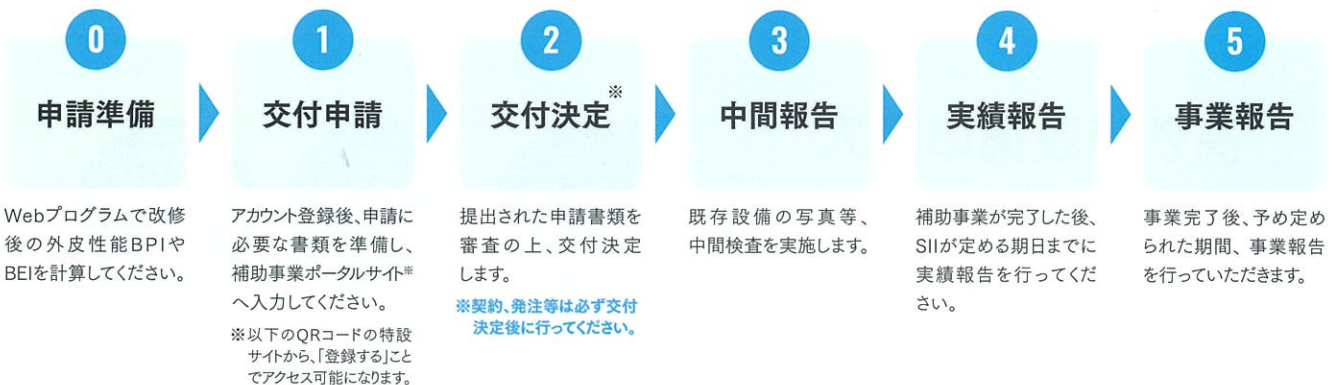 0
申請準備
Webプログラムで改修
後の外皮性能BPIや
BEIを計算してください。
1
交付申請
アカウント登録後、申請に
必要な書類を準備し、
補助事業ポータルサイト※
へ入力してください。
※以下のQRコードの特設
サイトから、「登録する」こと
でアクセス可能になります。
2
交付決定※
提出された申請書類を
審査の上、交付決定
します。
※契約、発注等は必ず交付
決定後に行ってください。
3
中間報告
既存設備の写真等、
中間検査を実施します。
4
実績報告
補助事業が完了した後、
SIIが定める期日までに
実績報告を行ってくだ
さい。
5
事業報告
事業完了後、予め定め
られた期間、事業報告
を行っていただきます。